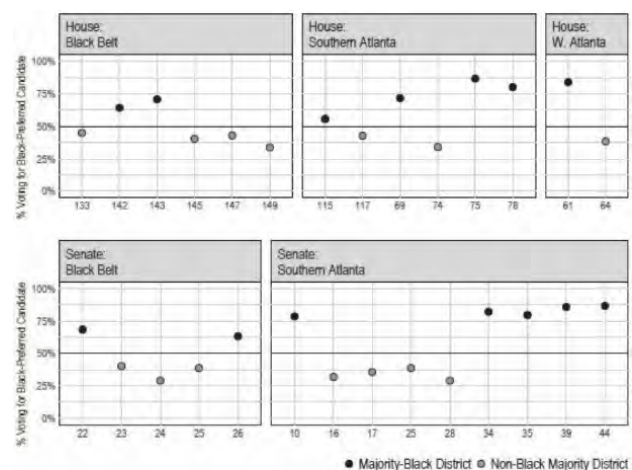 House:
Black Belt
House:
Southern Atlanta
House:
W. Atlanta
% Voting for Black-Preferred Candidate
100%
75%
50%
25%
0%
133 142 143 145 147 149
115 117 69 74 75 78
61 64
Senate:
Black Belt
Senate:
Southern Atlanta
% Voting for Black-Preferred Candidate
100%
75%
50%
25%
0%
22 23 24 25 26
10 16 17 25 28 34 35 39 44
Majority-Black District Non-Black Majority District